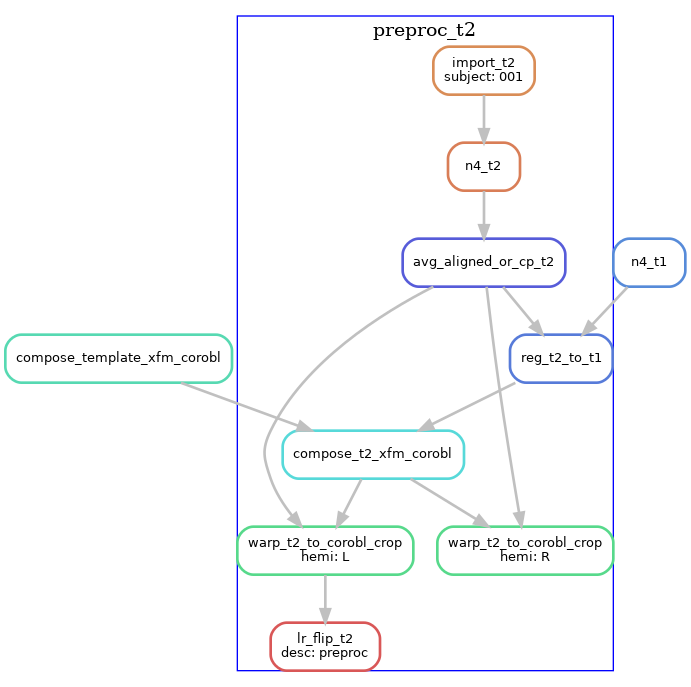 preproc_t2
import_t2
subject: 001
n4_t2
avg_aligned_or_cp_t2
n4_t1
compose_template_xfm_corobl
reg_t2_to_t1
compose_t2_xfm_corobl
warp_t2_to_corobl_crop
hemi: L
warp_t2_to_corobl_crop
hemi: R
lr_flip_t2
desc: preproc